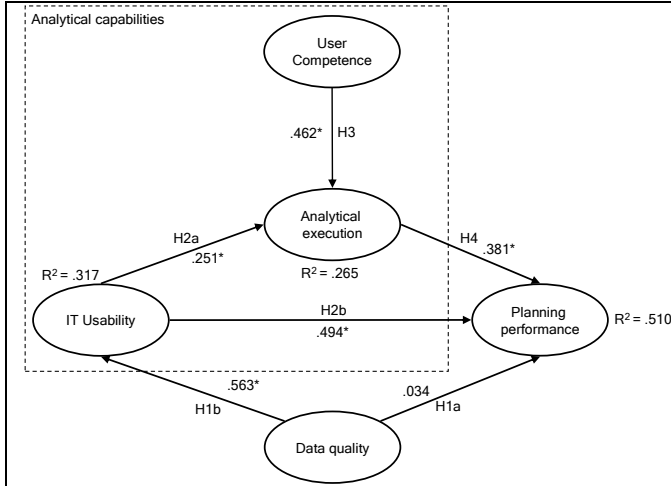 Analytical capabilities
User
Competence
.462*
H3
H2a
.251*
Analytical
execution
H4
.381*
R² = .317
R² = .265
IT Usability
H2b
.494*
Planning
performance
R² = .510
.563*
H1b
.034
H1a
Data quality